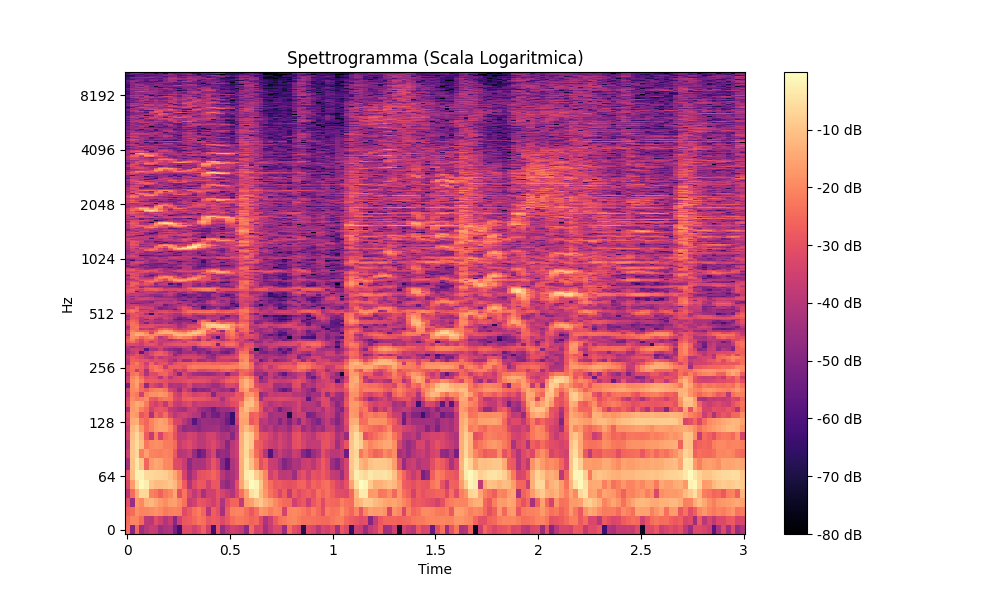 Spettrogramma (Scala Logaritmica)
Hz
8192
4096
2048
1024
512
256
128
64
0
0 0.5 1 1.5 2 2.5 3
Time
-10 dB
-20 dB
-30 dB
-40 dB
-50 dB
-60 dB
-70 dB
-80 dB